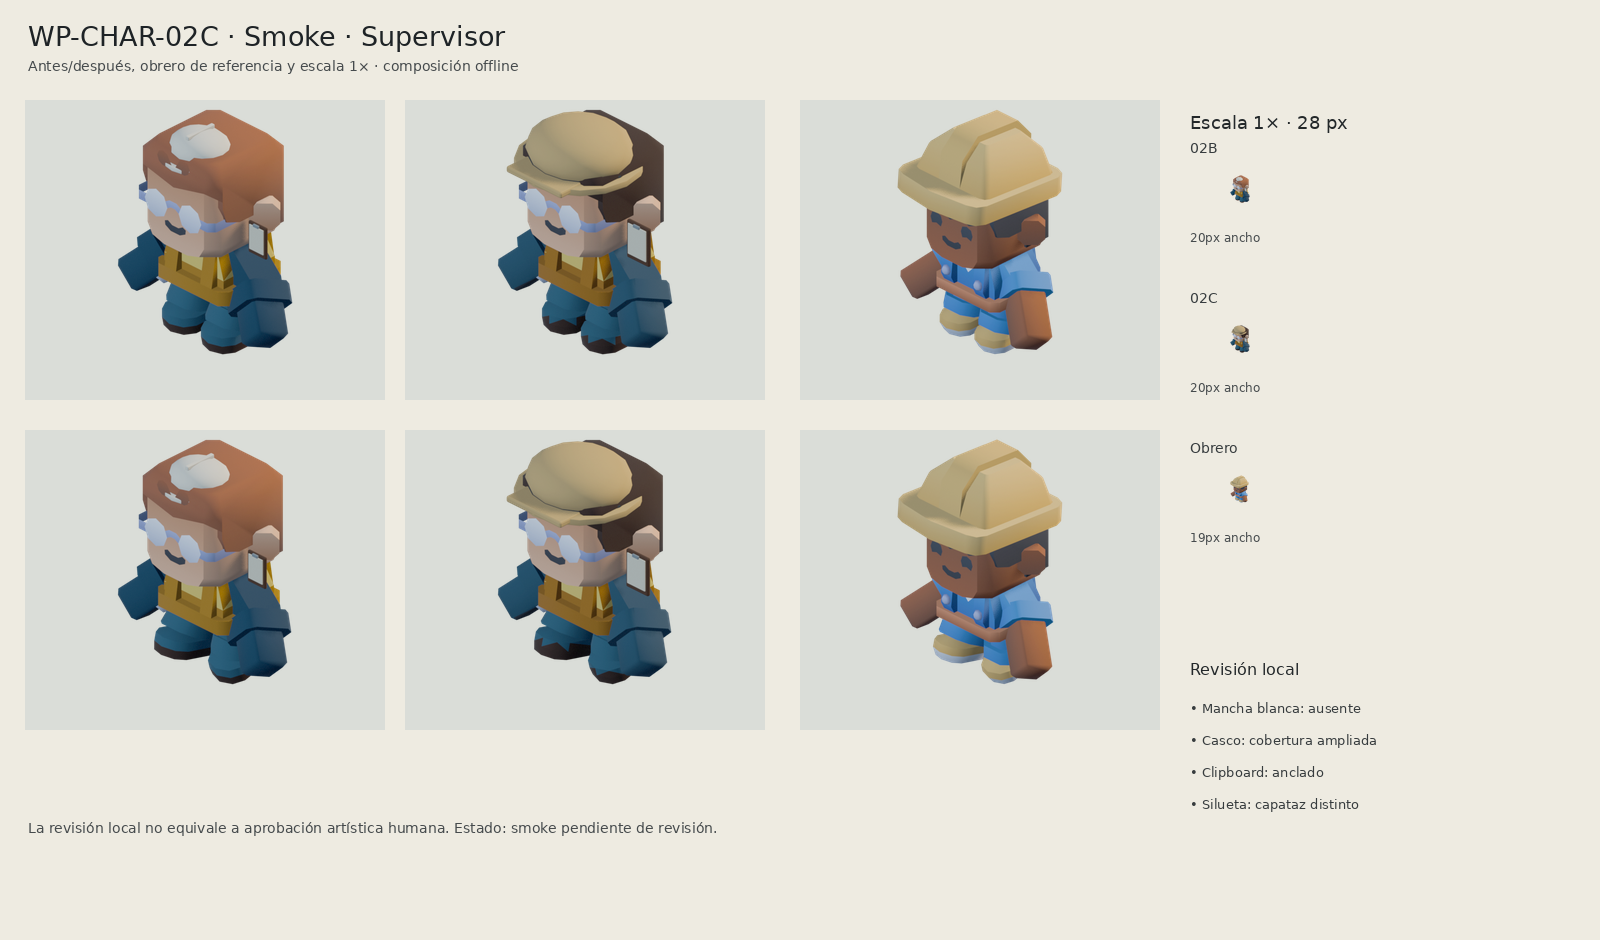 WP-CHAR-02C · Smoke · Supervisor
Antes/después, obrero de referencia y escala 1× · composición offline
Escala 1× · 28 px
02B
20px ancho
02C
20px ancho
Obrero
19px ancho
Revisión local
• Mancha blanca: ausente
• Casco: cobertura ampliada
• Clipboard: anclado
• Silueta: capataz distinto
La revisión local no equivale a aprobación artística humana. Estado: smoke pendiente de revisión.